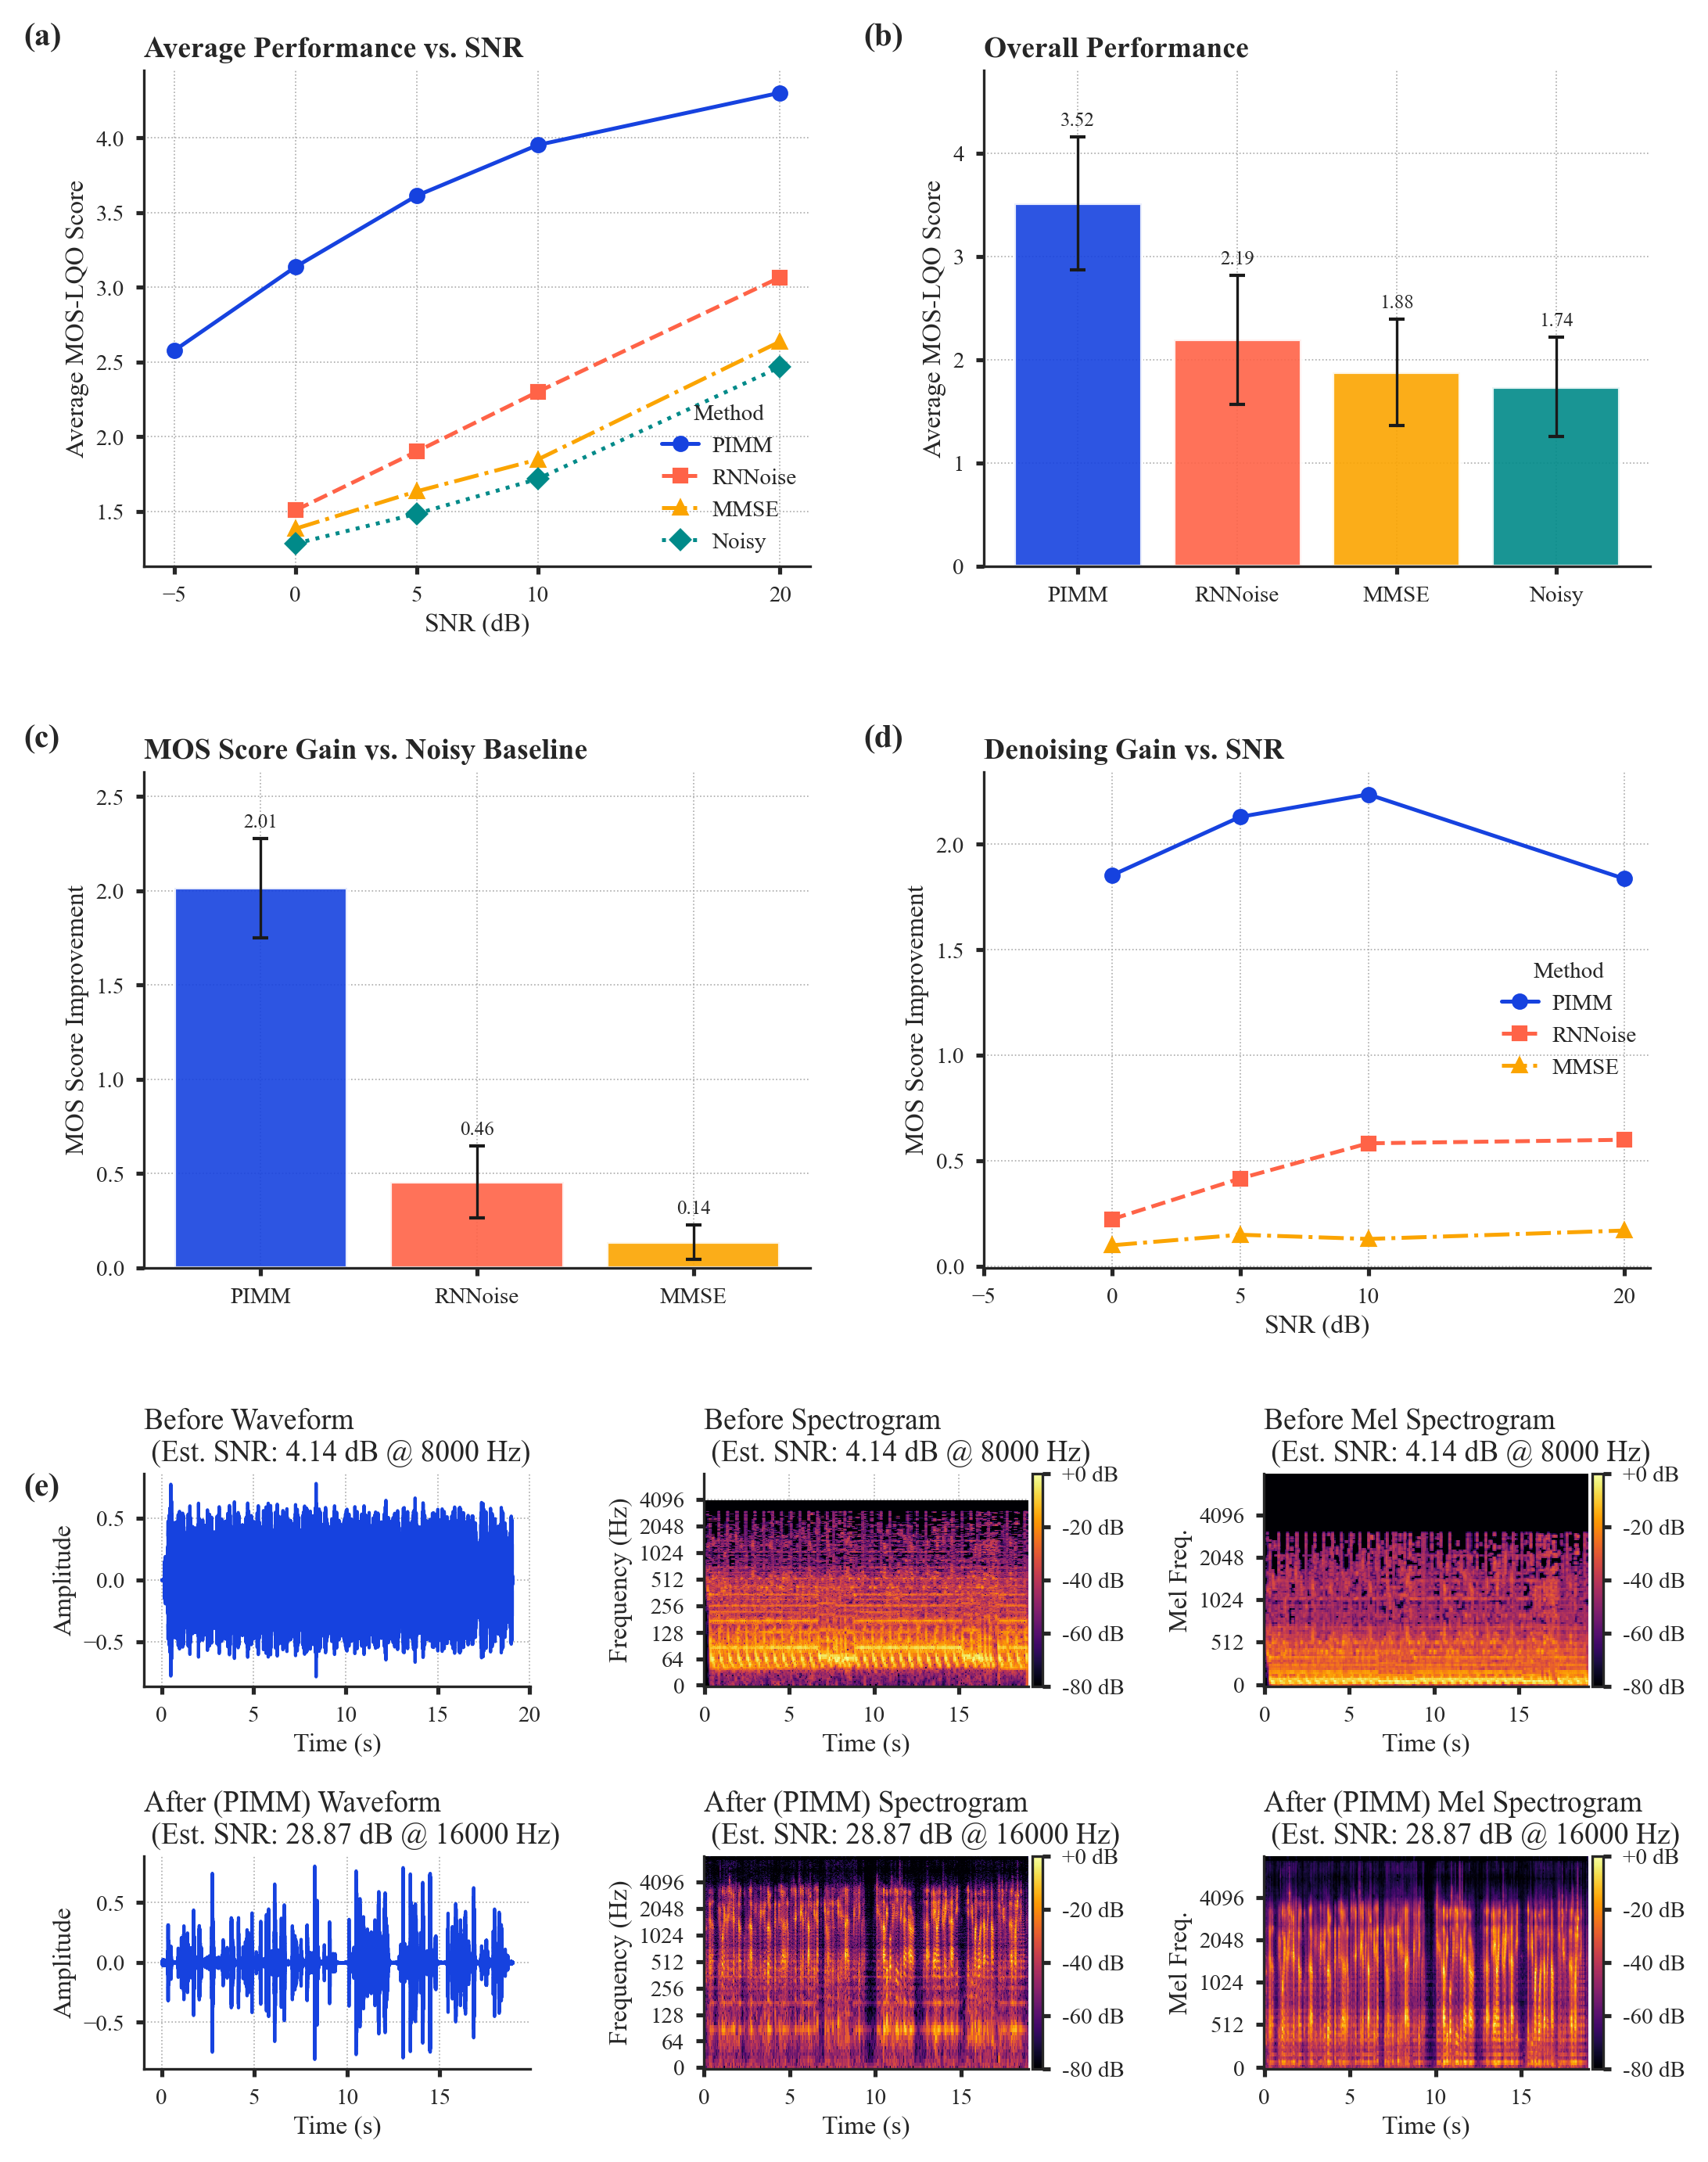 (a)
Average Performance vs. SNR
Average MOS-LQO Score
4.0
3.5
3.0
2.5
2.0
1.5
−5
0
5
10
20
SNR (dB)
Method
PIMM
RNNoise
MMSE
Noisy
(b)
Overall Performance
Average MOS-LQO Score
4
3
2
1
0
3.52
2.19
1.88
1.74
PIMM
RNNoise
MMSE
Noisy
(c)
MOS Score Gain vs. Noisy Baseline
MOS Score Improvement
2.5
2.0
1.5
1.0
0.5
0.0
2.01
0.46
0.14
PIMM
RNNoise
MMSE
(d)
Denoising Gain vs. SNR
MOS Score Improvement
2.0
1.5
1.0
0.5
0.0
−5
0
5
10
20
SNR (dB)
Method
PIMM
RNNoise
MMSE
(e)
Before Waveform
(Est. SNR: 4.14 dB @ 8000 Hz)
Amplitude
0.5
0.0
−0.5
0
5
10
15
20
Time (s)
Before Spectrogram
(Est. SNR: 4.14 dB @ 8000 Hz)
Frequency (Hz)
4096
2048
1024
512
256
128
64
0
0
5
10
15
Time (s)
+0 dB
-20 dB
-40 dB
-60 dB
-80 dB
Before Mel Spectrogram
(Est. SNR: 4.14 dB @ 8000 Hz)
Mel Freq.
4096
2048
1024
512
0
0
5
10
15
Time (s)
+0 dB
-20 dB
-40 dB
-60 dB
-80 dB
After (PIMM) Waveform
(Est. SNR: 28.87 dB @ 16000 Hz)
Amplitude
0.5
0.0
−0.5
0
5
10
15
Time (s)
After (PIMM) Spectrogram
(Est. SNR: 28.87 dB @ 16000 Hz)
Frequency (Hz)
4096
2048
1024
512
256
128
64
0
0
5
10
15
Time (s)
+0 dB
-20 dB
-40 dB
-60 dB
-80 dB
After (PIMM) Mel Spectrogram
(Est. SNR: 28.87 dB @ 16000 Hz)
Mel Freq.
4096
2048
1024
512
0
0
5
10
15
Time (s)
+0 dB
-20 dB
-40 dB
-60 dB
-80 dB